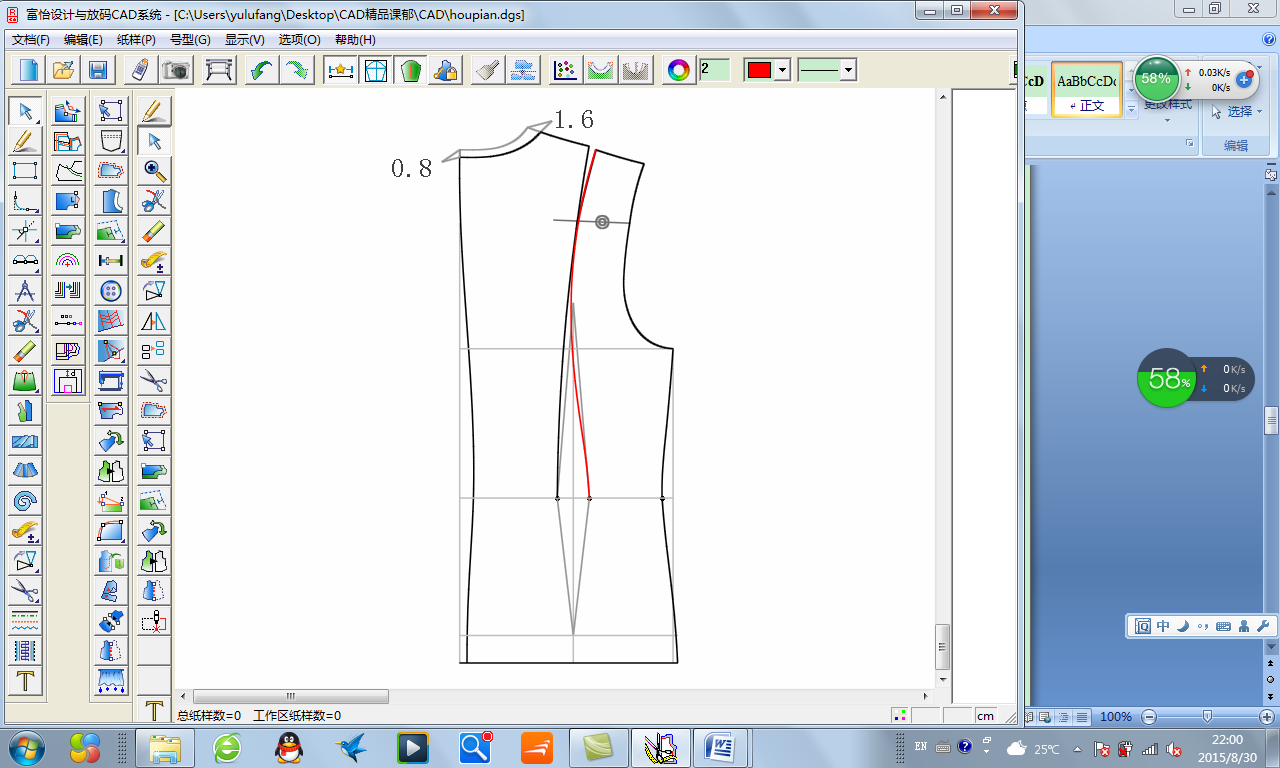 富怡设计与放码CAD系统 - [C:\Users\yulufang\Desktop\CAD精品课郁\CAD\houpian.dgs]
文档(F) 编辑(E) 纸样(P) 号型(G) 显示(V) 选项(O) 帮助(H)
2
1.6
0.8
总纸样数=0 工作区纸样数=0
cm
AaBbCcDc
正文
更改样式
选择
编辑
58%
0.03K/s
0K/s
58%
0K/s
0K/s
中
100%
EN
25℃
22:00
2015/8/30